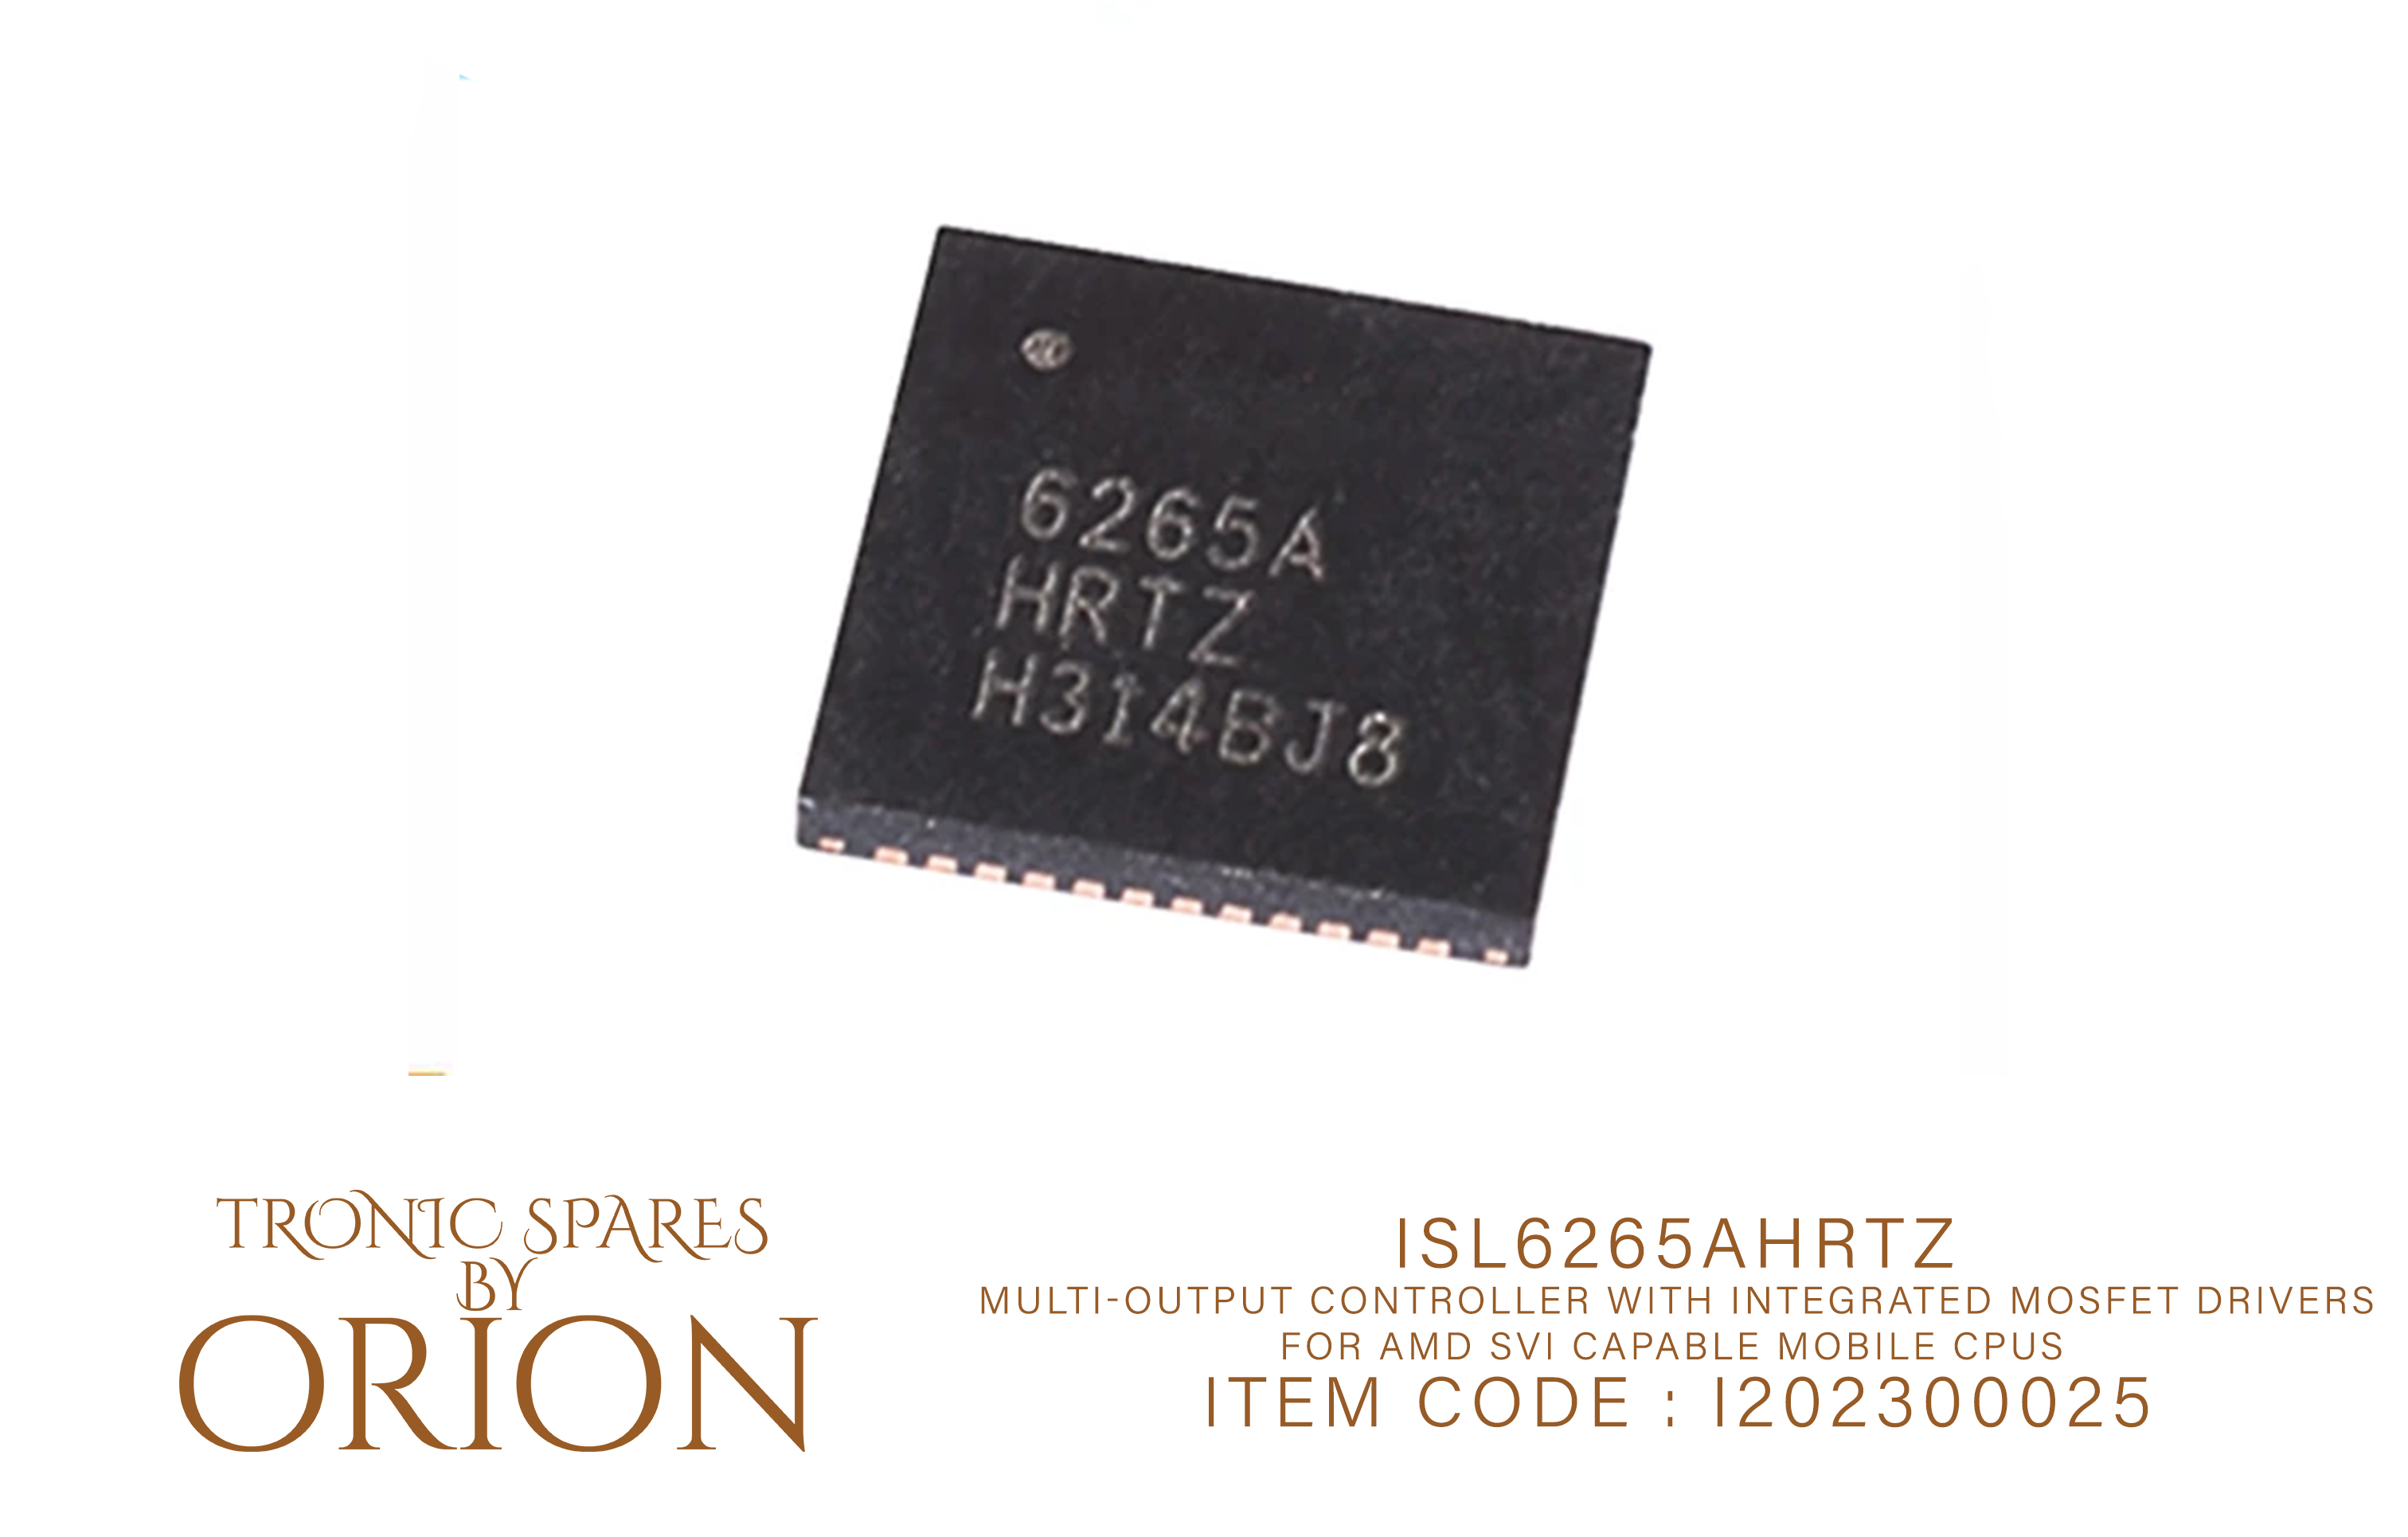 6265A
HRTZ
H314BJ8
TRONIC SPARES
BY
ORION
ISL6265AHRTZ
MULTI-OUTPUT CONTROLLER WITH INTEGRATED MOSFET DRIVERS
FOR AMD SVI CAPABLE MOBILE CPUS
ITEM CODE : I202300025